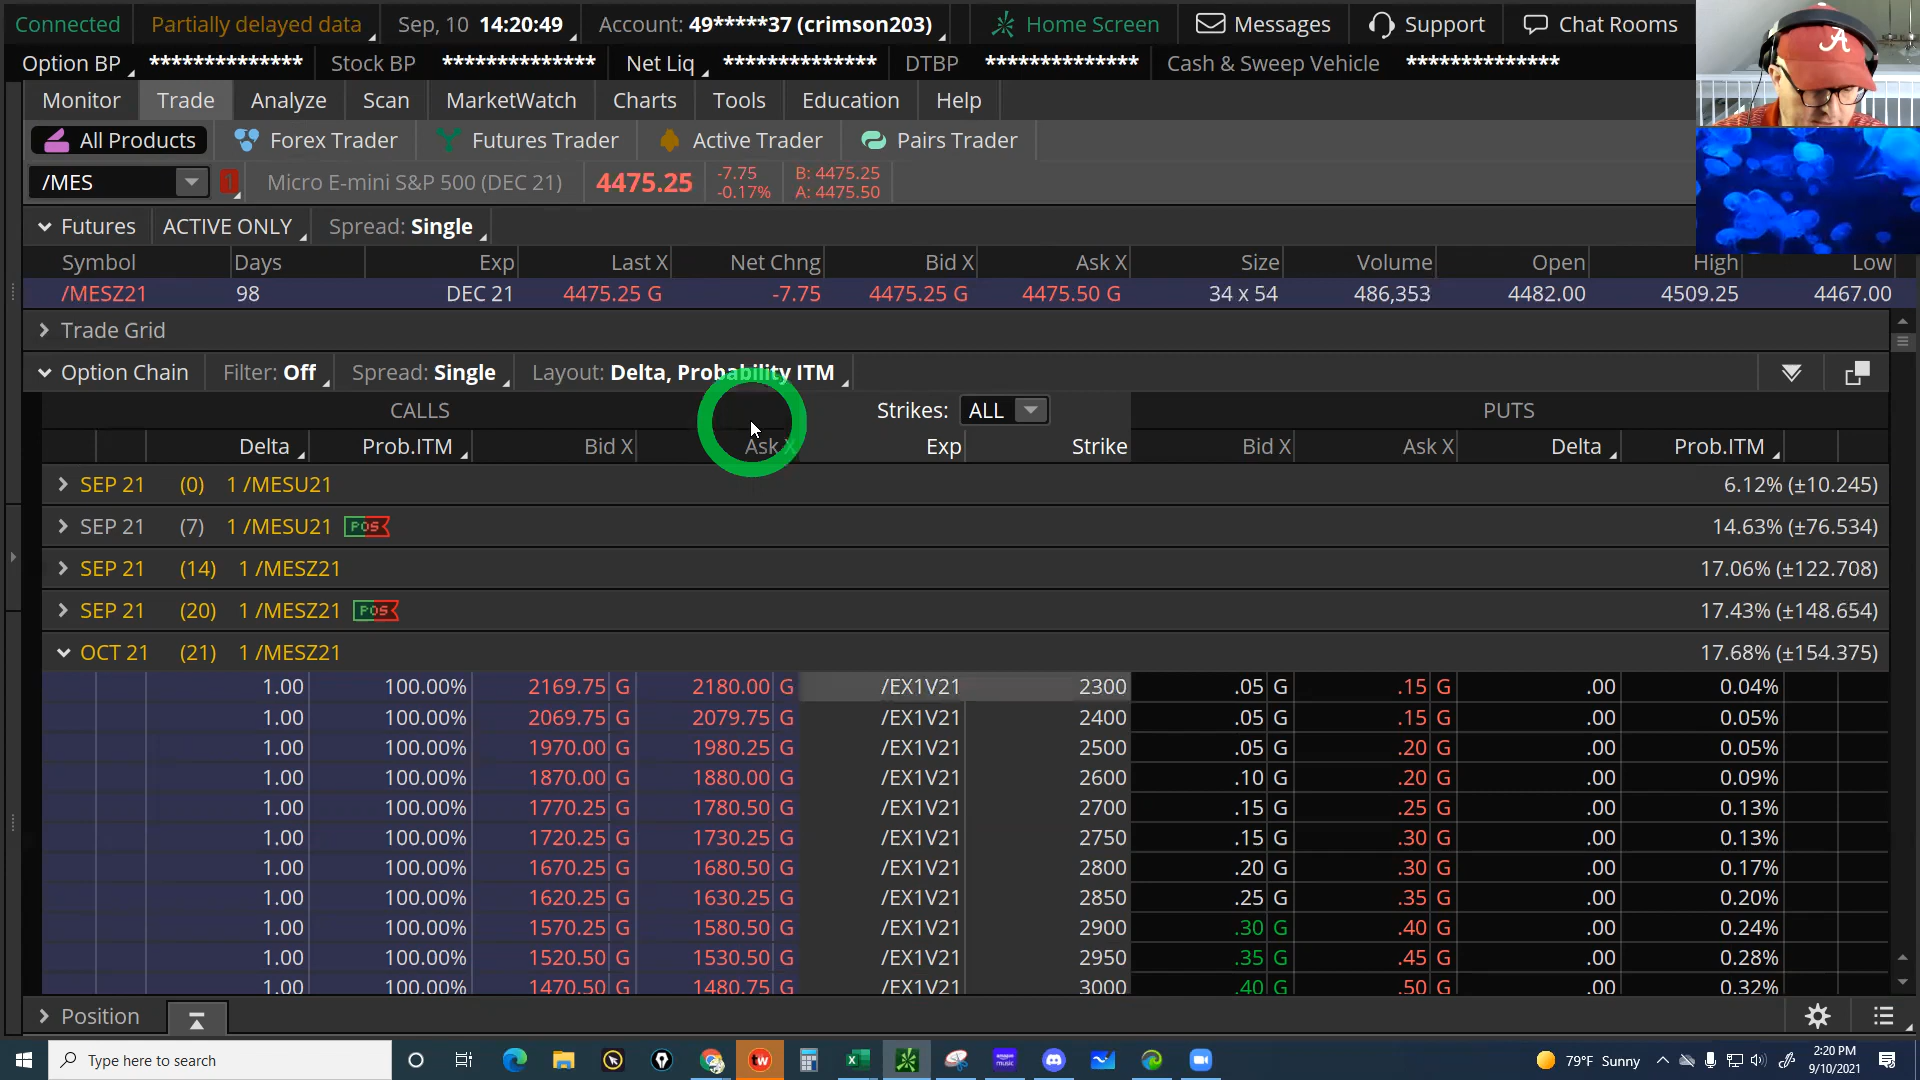 Connected Partially delayed data Sep, 10 14:20:49 Account: 49*****37 (crimson203) Home Screen Messages Support Chat Rooms
Option BP ************** Stock BP ************** Net Liq ************** DTBP ************** Cash & Sweep Vehicle **************
Monitor Trade Analyze Scan MarketWatch Charts Tools Education Help
All Products Forex Trader Futures Trader Active Trader Pairs Trader
/MES 1 Micro E-mini S&P 500 (DEC 21) 4475.25 -7.75 B: 4475.25
-0.17% A: 4475.50
Futures ACTIVE ONLY Spread: Single
Symbol Days Exp Last X Net Chng Bid X Ask X Size Volume Open High Low
/MESZ21 98 DEC 21 4475.25 G -7.75 4475.25 G 4475.50 G 34 x 54 486,353 4482.00 4509.25 4467.00
Trade Grid
Option Chain Filter: Off Spread: Single Layout: Delta, Probability ITM
CALLS Strikes: ALL PUTS
Delta Prob.ITM Bid X Ask X Exp Strike Bid X Ask X Delta Prob.ITM
SEP 21 (0) 1 /MESU21 6.12% (±10.245)
SEP 21 (7) 1 /MESU21 POS 14.63% (±76.534)
SEP 21 (14) 1 /MESZ21 17.06% (±122.708)
SEP 21 (20) 1 /MESZ21 POS 17.43% (±148.654)
OCT 21 (21) 1 /MESZ21 17.68% (±154.375)
1.00 100.00% 2169.75 G 2180.00 G /EX1V21 2300 .05 G .15 G .00 0.04%
1.00 100.00% 2069.75 G 2079.75 G /EX1V21 2400 .05 G .15 G .00 0.05%
1.00 100.00% 1970.00 G 1980.25 G /EX1V21 2500 .05 G .20 G .00 0.05%
1.00 100.00% 1870.00 G 1880.00 G /EX1V21 2600 .10 G .20 G .00 0.09%
1.00 100.00% 1770.25 G 1780.50 G /EX1V21 2700 .15 G .25 G .00 0.13%
1.00 100.00% 1720.25 G 1730.25 G /EX1V21 2750 .15 G .30 G .00 0.13%
1.00 100.00% 1670.25 G 1680.50 G /EX1V21 2800 .20 G .30 G .00 0.17%
1.00 100.00% 1620.25 G 1630.25 G /EX1V21 2850 .25 G .35 G .00 0.20%
1.00 100.00% 1570.25 G 1580.50 G /EX1V21 2900 .30 G .40 G .00 0.24%
1.00 100.00% 1520.50 G 1530.50 G /EX1V21 2950 .35 G .45 G .00 0.28%
1.00 100.00% 1470.50 G 1480.75 G /EX1V21 3000 .40 G .50 G .00 0.32%
Position
Type here to search tw 79°F Sunny 2:20 PM
9/10/2021